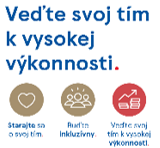 Veďte svoj tím
k vysokej
výkonnosti.
Starajte sa
o svoj tím.
Buďte
inkluzívny.
Veďte svoj
tím k vysokej
výkonnosti.